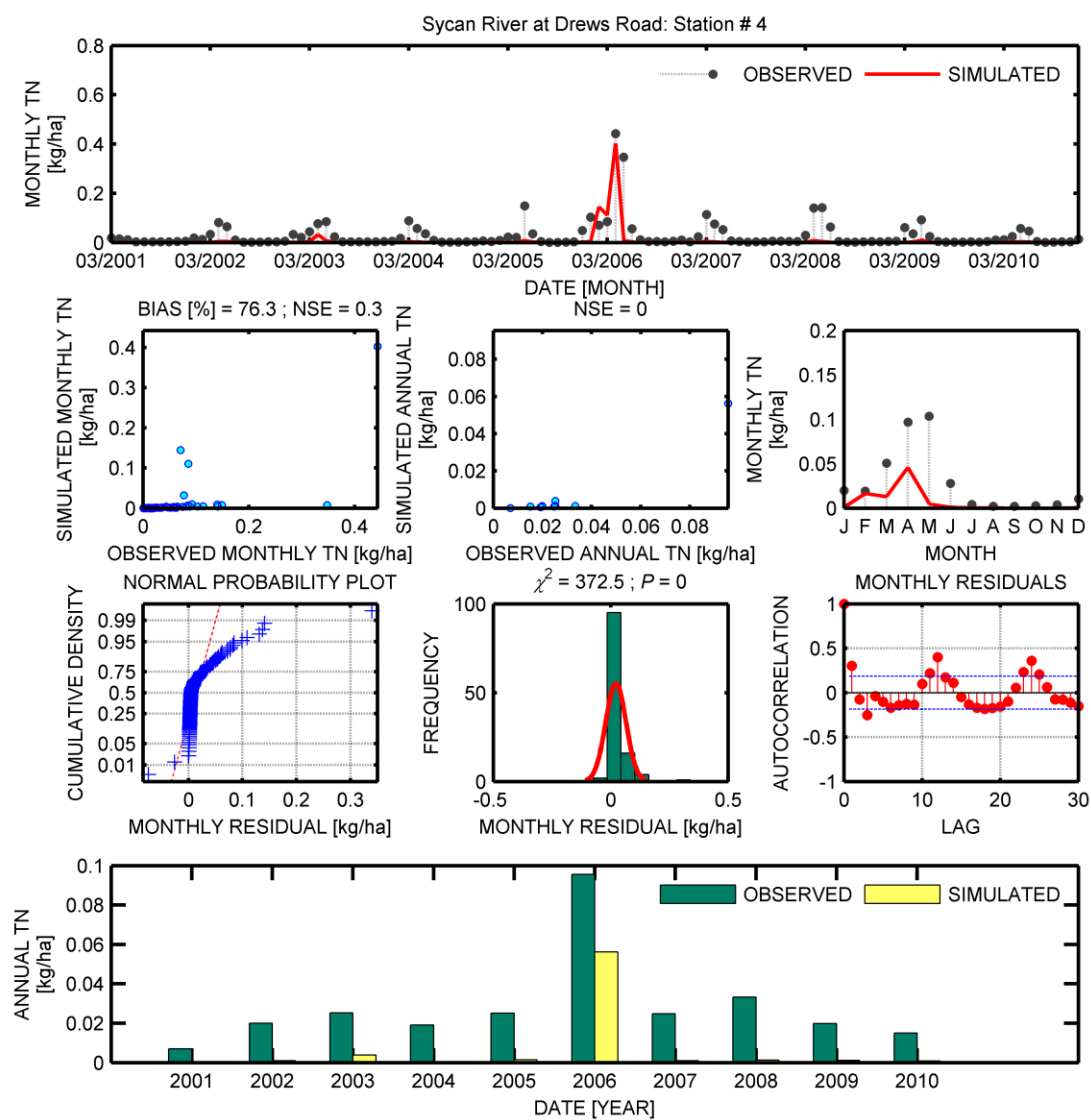 Sycan River at Drews Road: Station # 4
MONTHLY TN
[kg/ha]
0.8
0.6
0.4
0.2
0
OBSERVED
SIMULATED
03/2001 03/2002 03/2003 03/2004 03/2005 03/2006 03/2007 03/2008 03/2009 03/2010
DATE [MONTH]
BIAS [%] = 76.3 ; NSE = 0.3
SIMULATED MONTHLY TN
[kg/ha]
0.4
0.3
0.2
0.1
0
0 0.2 0.4
OBSERVED MONTHLY TN [kg/ha]
NSE = 0
SIMULATED ANNUAL TN
[kg/ha]
0.08
0.06
0.04
0.02
0
0 0.02 0.04 0.06 0.08
OBSERVED ANNUAL TN [kg/ha]
MONTHLY TN
[kg/ha]
0.2
0.15
0.1
0.05
0
J F M A M J J A S O N D
MONTH
NORMAL PROBABILITY PLOT
CUMULATIVE DENSITY
0.99
0.95
0.75
0.5
0.25
0.05
0.01
0 0.1 0.2 0.3
MONTHLY RESIDUAL [kg/ha]
χ² = 372.5 ; P = 0
FREQUENCY
100
50
0
-0.5 0 0.5
MONTHLY RESIDUAL [kg/ha]
MONTHLY RESIDUALS
AUTOCORRELATION
1
0.5
0
-0.5
-1
0 10 20 30
LAG
ANNUAL TN
[kg/ha]
0.1
0.08
0.06
0.04
0.02
0
OBSERVED
SIMULATED
2001 2002 2003 2004 2005 2006 2007 2008 2009 2010
DATE [YEAR]